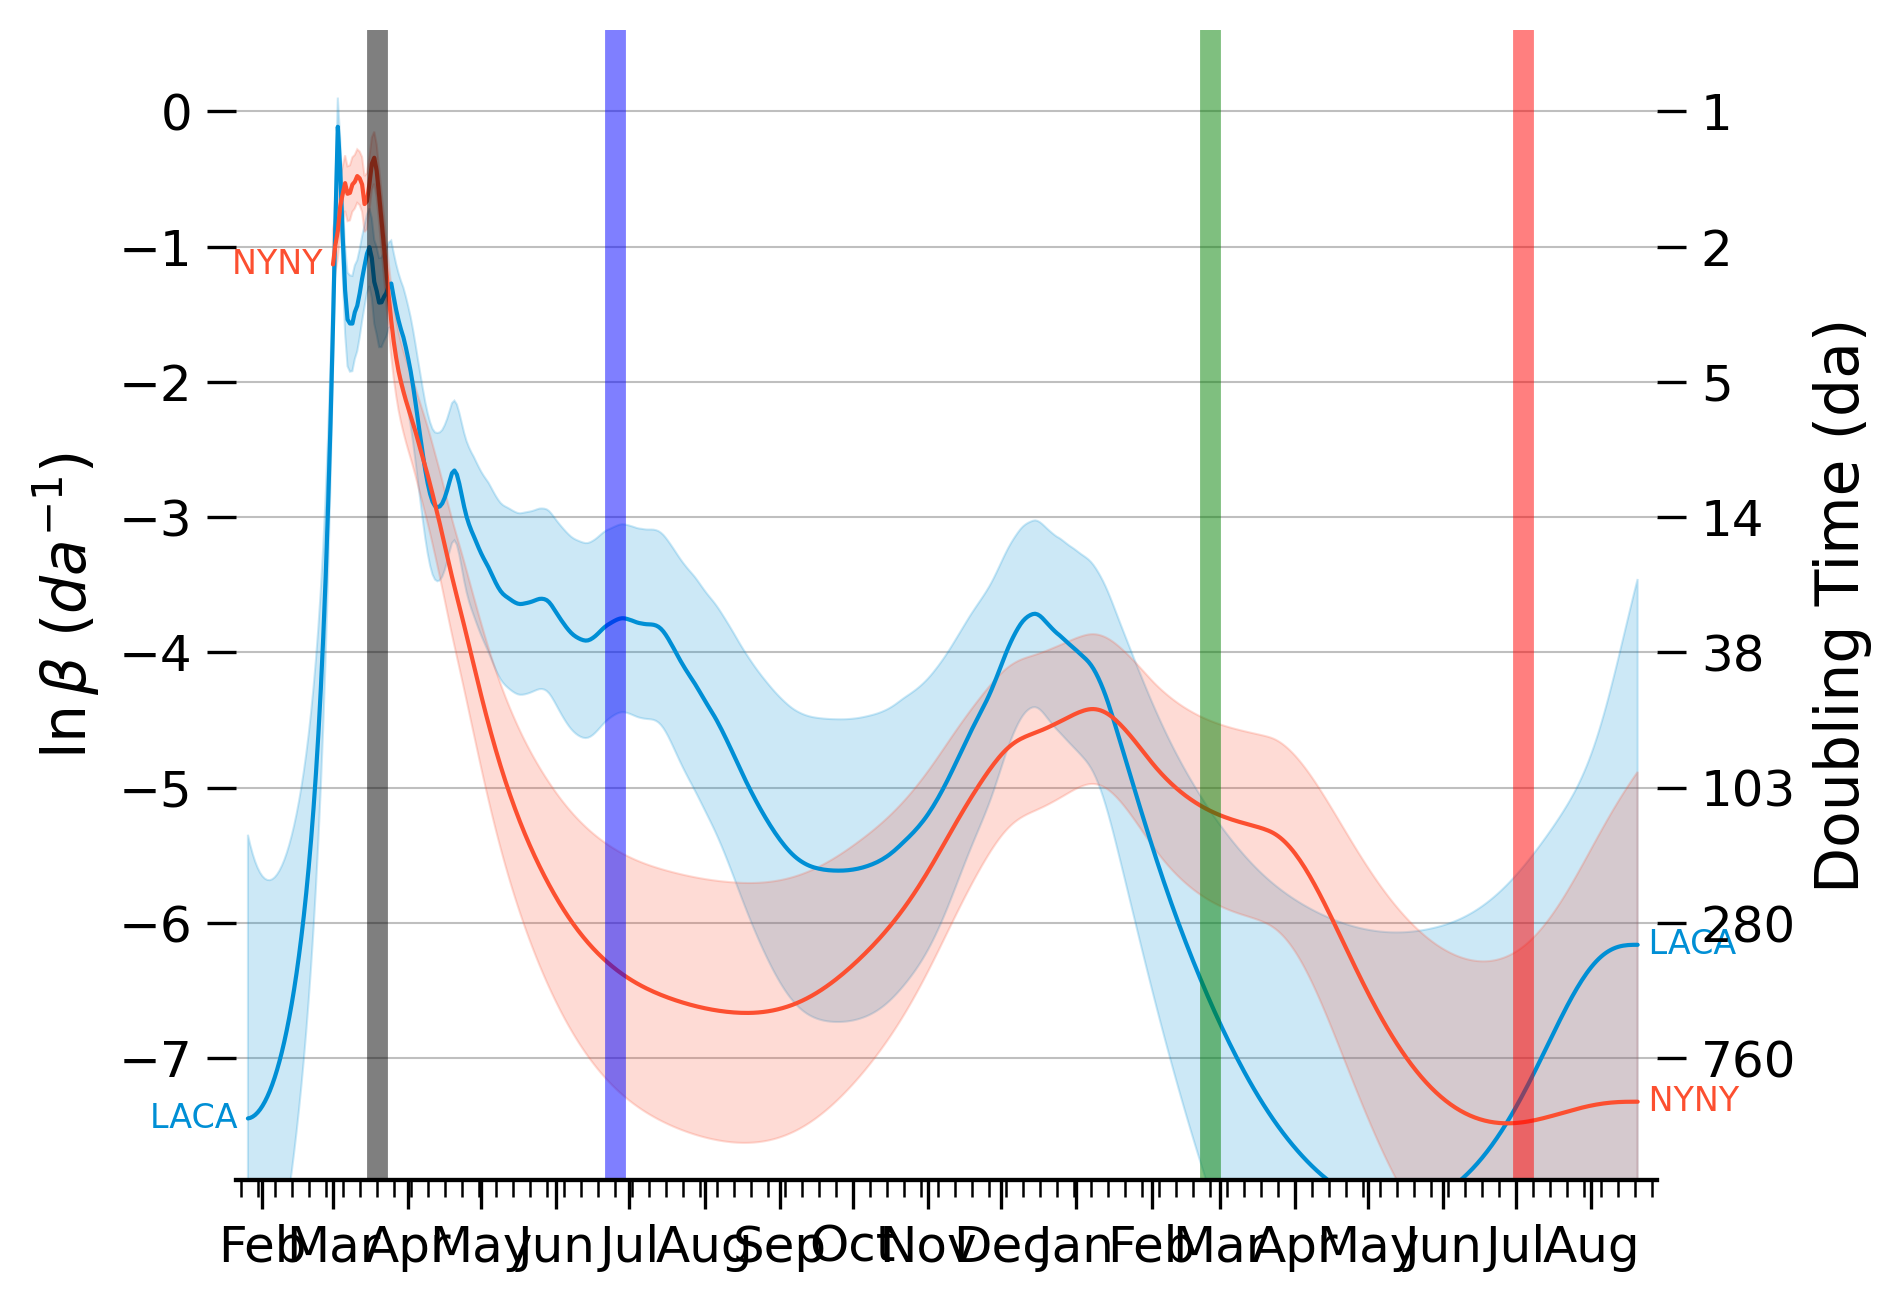 0
−1
−2
−3
−4
−5
−6
−7
ln β (da⁻¹)
NYNY
LACA
1
2
5
14
38
103
280
760
Doubling Time (da)
LACA
NYNY
Feb Mar Apr May Jun Jul Aug Sep Oct Nov Dec Jan Feb Mar Apr May Jun Jul Aug